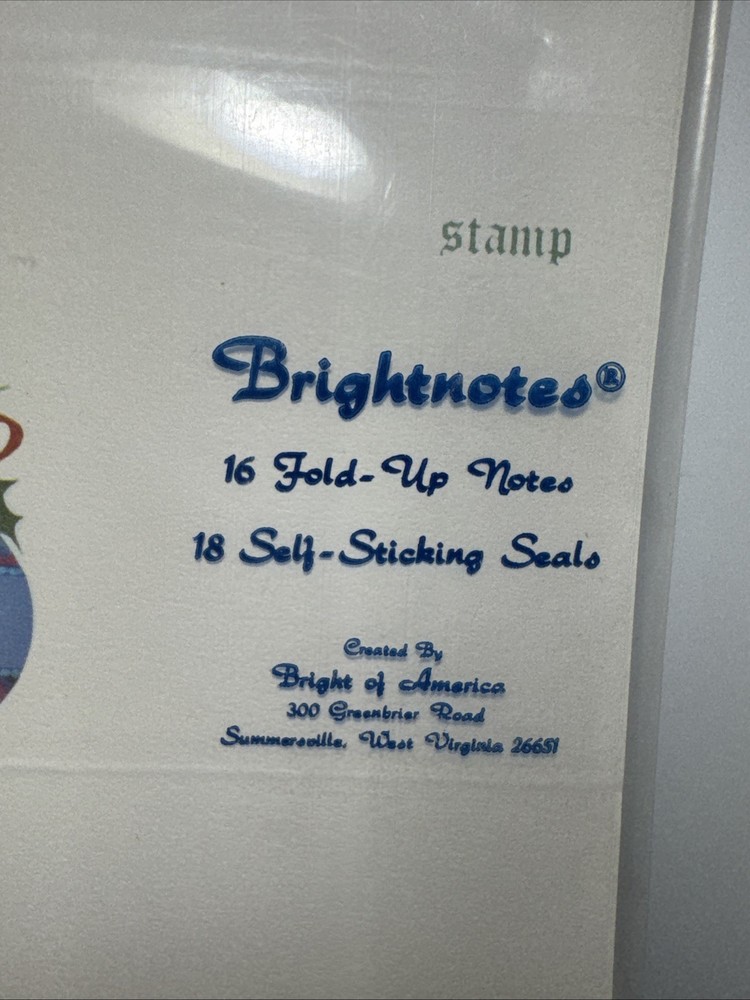 stamp
Brightnotes®
16 Fold-Up Notes
18 Self-Sticking Seals
Created By
Bright of America
300 Greenbrier Road
Summersville, West Virginia 26651